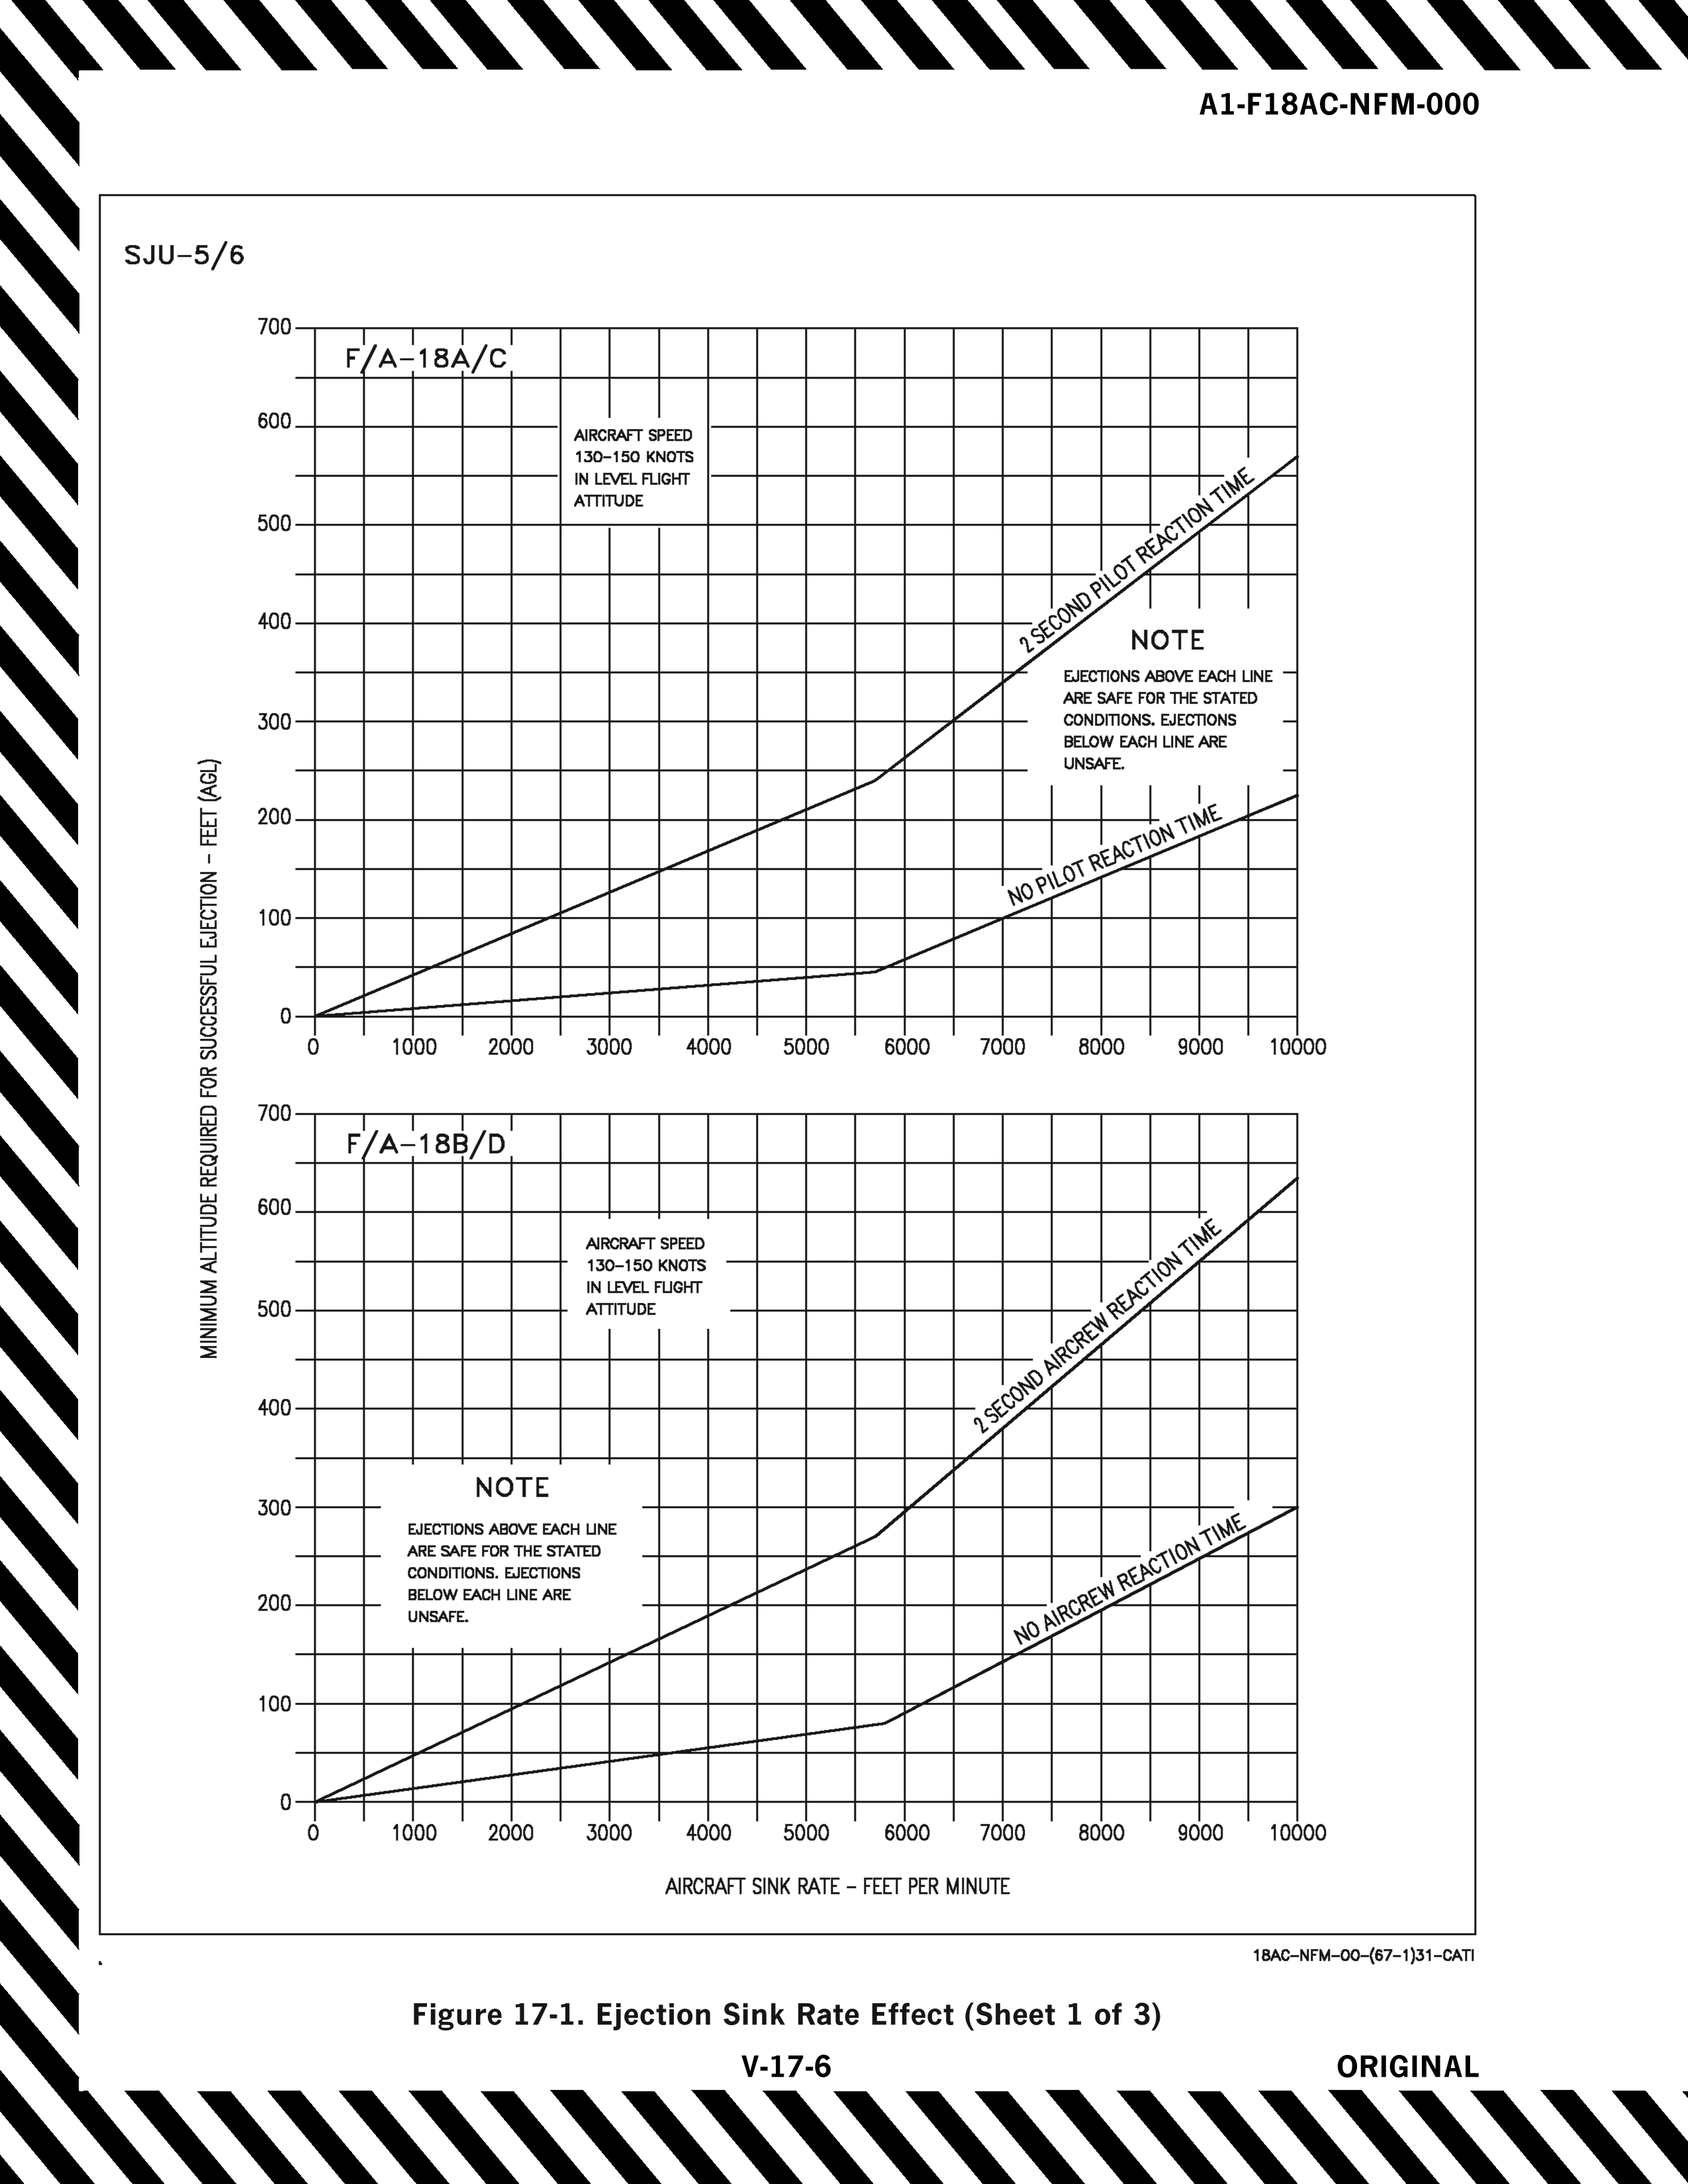 A1-F18AC-NFM-000
SJU-5/6
F/A-18A/C
AIRCRAFT SPEED
130-150 KNOTS
IN LEVEL FLIGHT
ATTITUDE
2 SECOND PILOT REACTION TIME
NOTE
EJECTIONS ABOVE EACH LINE
ARE SAFE FOR THE STATED
CONDITIONS. EJECTIONS
BELOW EACH LINE ARE
UNSAFE.
NO PILOT REACTION TIME
700
600
500
400
300
200
100
0
0 1000 2000 3000 4000 5000 6000 7000 8000 9000 10000
MINIMUM ALTITUDE REQUIRED FOR SUCCESSFUL EJECTION - FEET (AGL)
F/A-18B/D
AIRCRAFT SPEED
130-150 KNOTS
IN LEVEL FLIGHT
ATTITUDE
2 SECOND AIRCREW REACTION TIME
NOTE
EJECTIONS ABOVE EACH LINE
ARE SAFE FOR THE STATED
CONDITIONS. EJECTIONS
BELOW EACH LINE ARE
UNSAFE.
NO AIRCREW REACTION TIME
700
600
500
400
300
200
100
0
0 1000 2000 3000 4000 5000 6000 7000 8000 9000 10000
AIRCRAFT SINK RATE - FEET PER MINUTE
18AC-NFM-00-(67-1)31-CATI
Figure 17-1. Ejection Sink Rate Effect (Sheet 1 of 3)
V-17-6
ORIGINAL